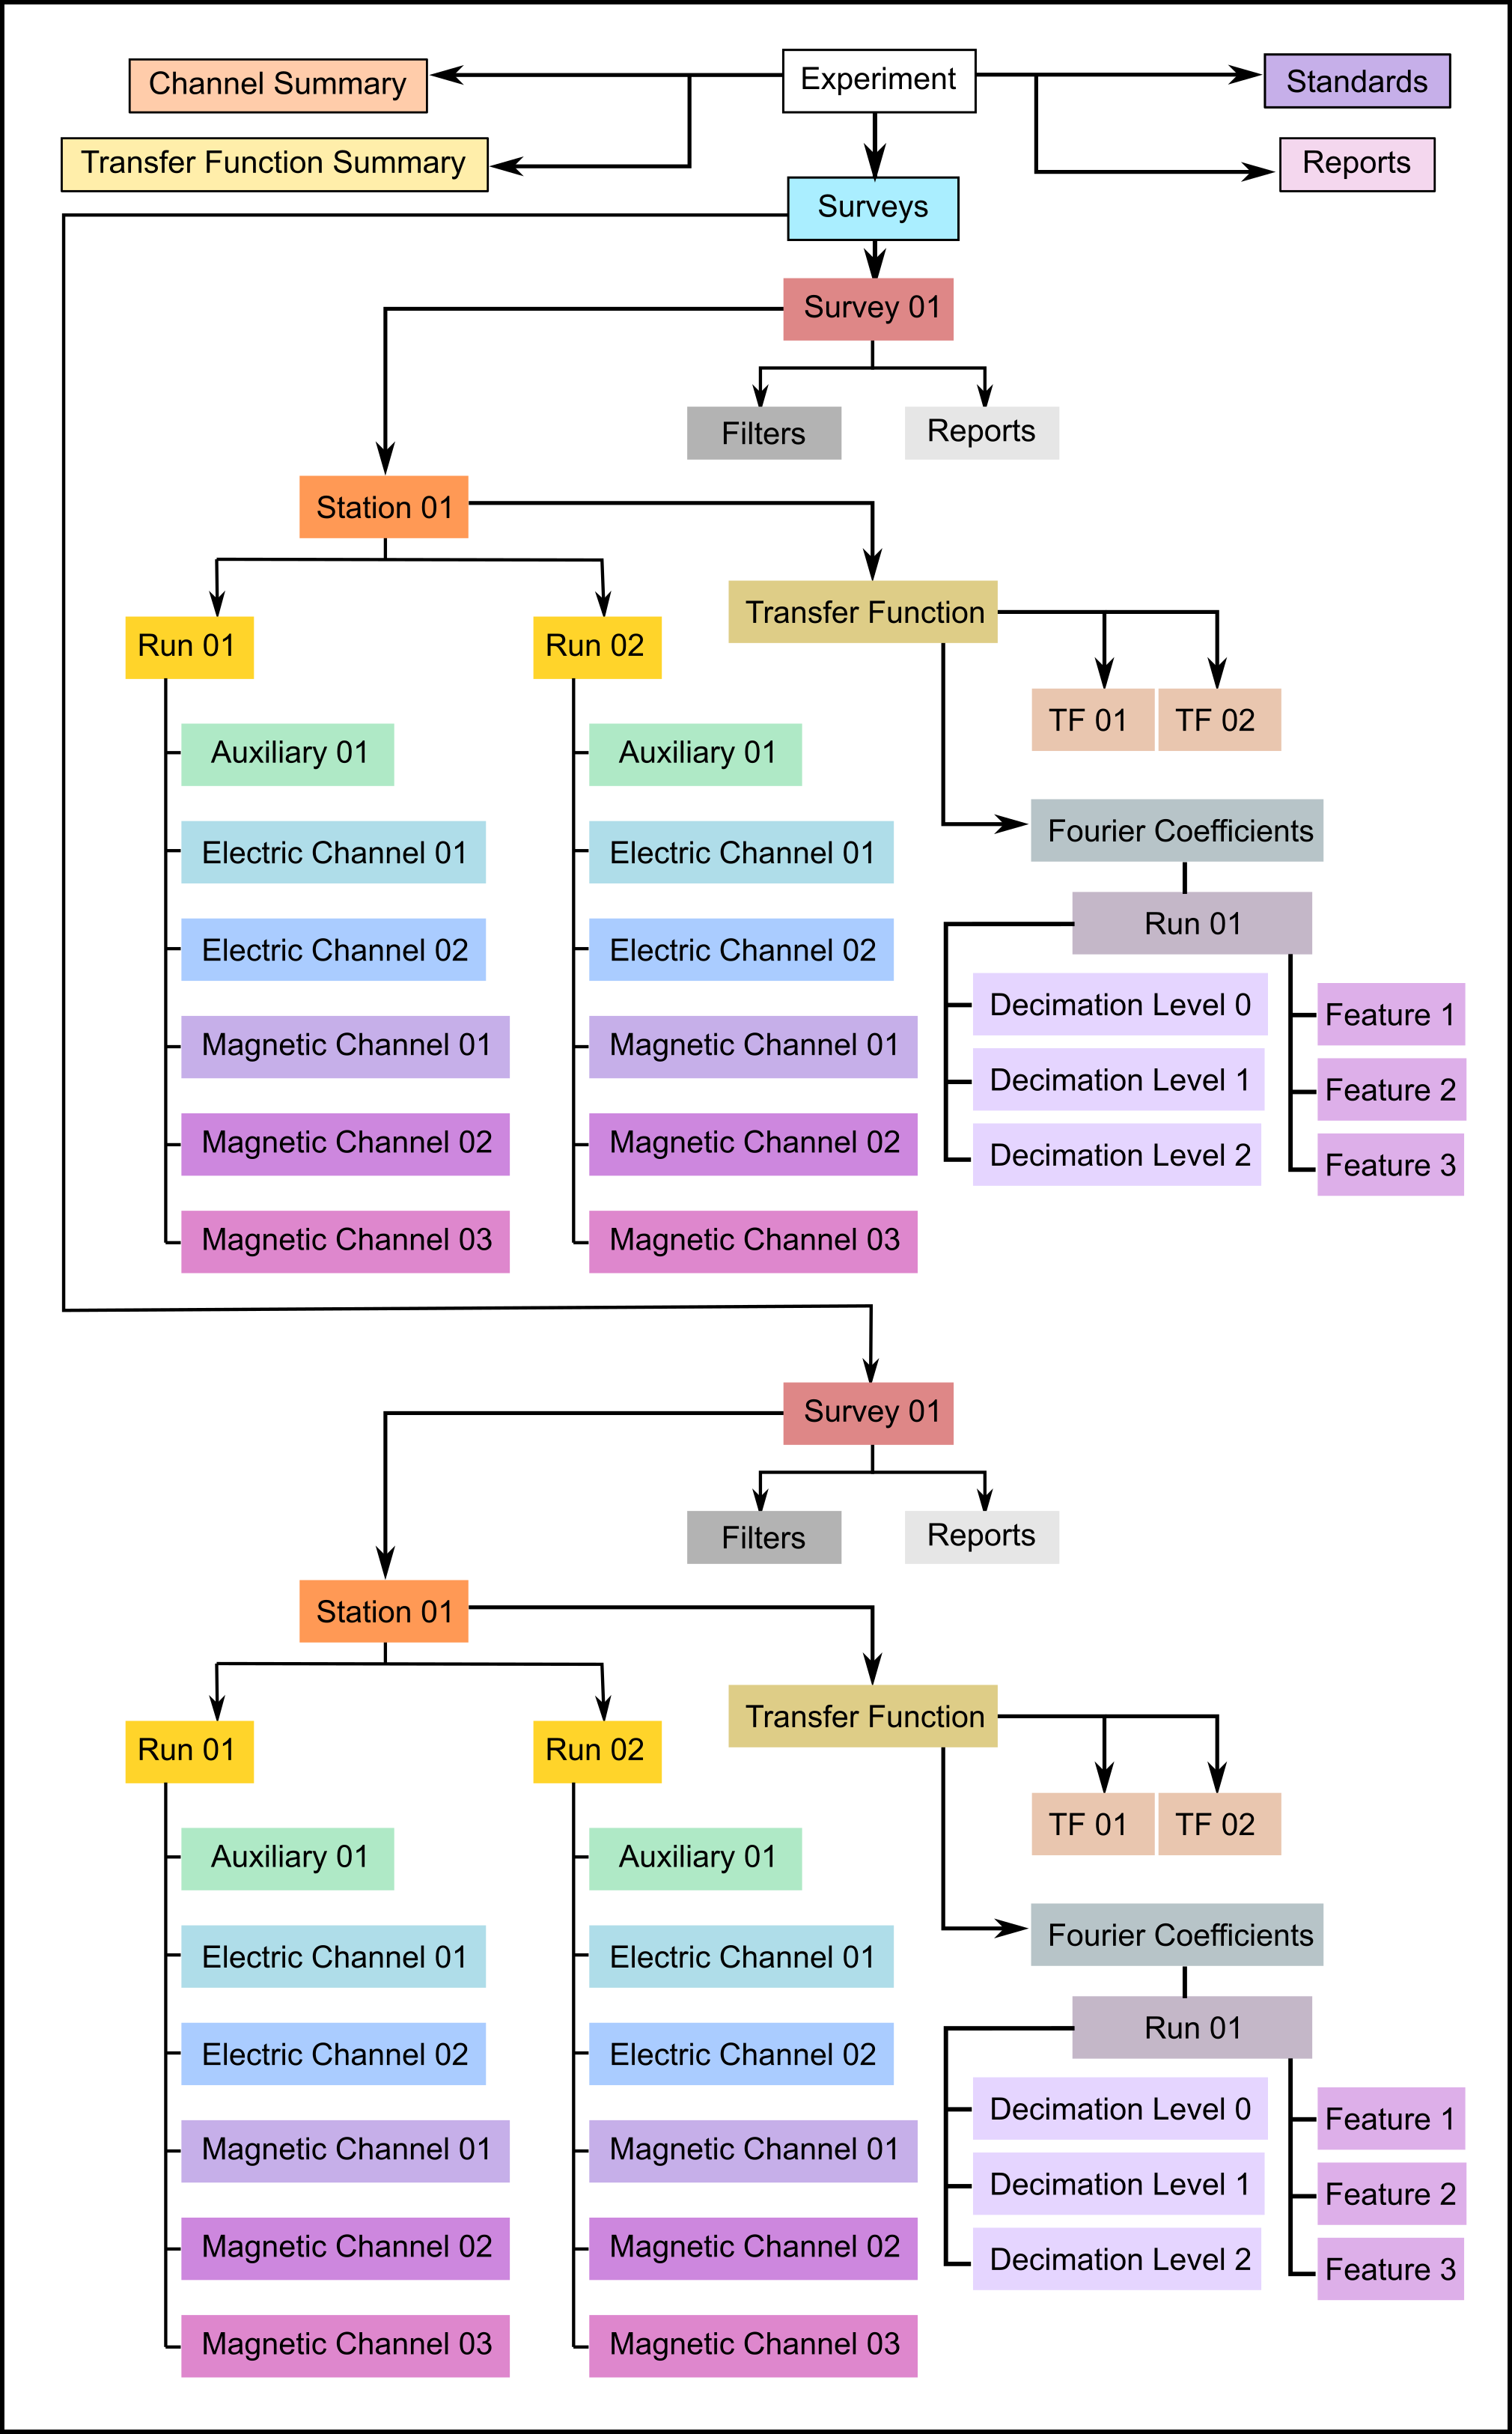 Channel Summary
Experiment
Standards
Transfer Function Summary
Reports
Surveys
Survey 01
Filters
Reports
Station 01
Transfer Function
Run 01
Run 02
TF 01
TF 02
Auxiliary 01
Auxiliary 01
Fourier Coefficients
Electric Channel 01
Electric Channel 01
Run 01
Electric Channel 02
Electric Channel 02
Decimation Level 0
Feature 1
Magnetic Channel 01
Magnetic Channel 01
Decimation Level 1
Feature 2
Magnetic Channel 02
Magnetic Channel 02
Decimation Level 2
Feature 3
Magnetic Channel 03
Magnetic Channel 03
Survey 01
Filters
Reports
Station 01
Transfer Function
Run 01
Run 02
TF 01
TF 02
Auxiliary 01
Auxiliary 01
Fourier Coefficients
Electric Channel 01
Electric Channel 01
Run 01
Electric Channel 02
Electric Channel 02
Decimation Level 0
Feature 1
Magnetic Channel 01
Magnetic Channel 01
Decimation Level 1
Feature 2
Magnetic Channel 02
Magnetic Channel 02
Decimation Level 2
Feature 3
Magnetic Channel 03
Magnetic Channel 03